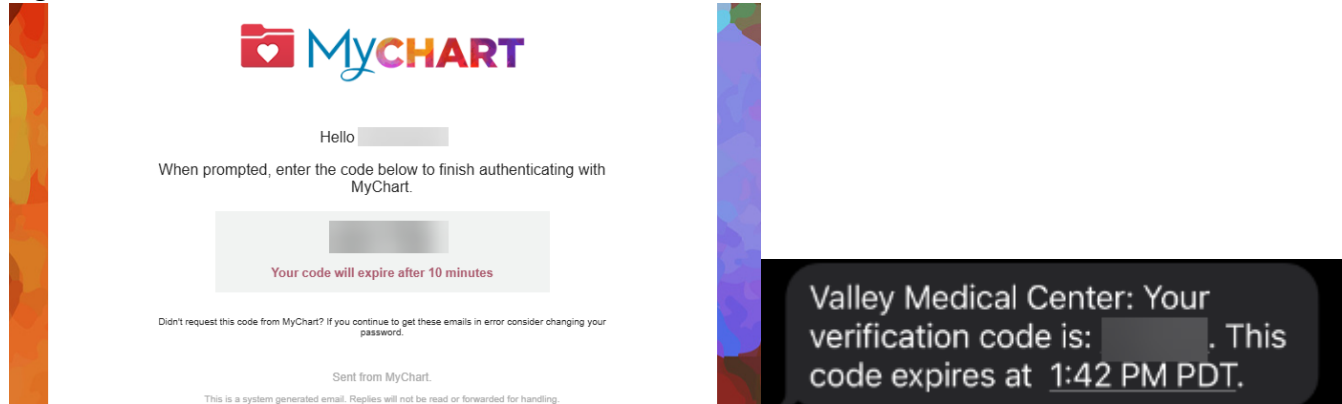 MyCHART
Hello
When prompted, enter the code below to finish authenticating with
MyChart.
Your code will expire after 10 minutes
Didn't request this code from MyChart? If you continue to get these emails in error consider changing your
password.
Sent from MyChart.
This is a system generated email. Replies will not be read or forwarded for handling.
Valley Medical Center: Your
verification code is: . This
code expires at 1:42 PM PDT.